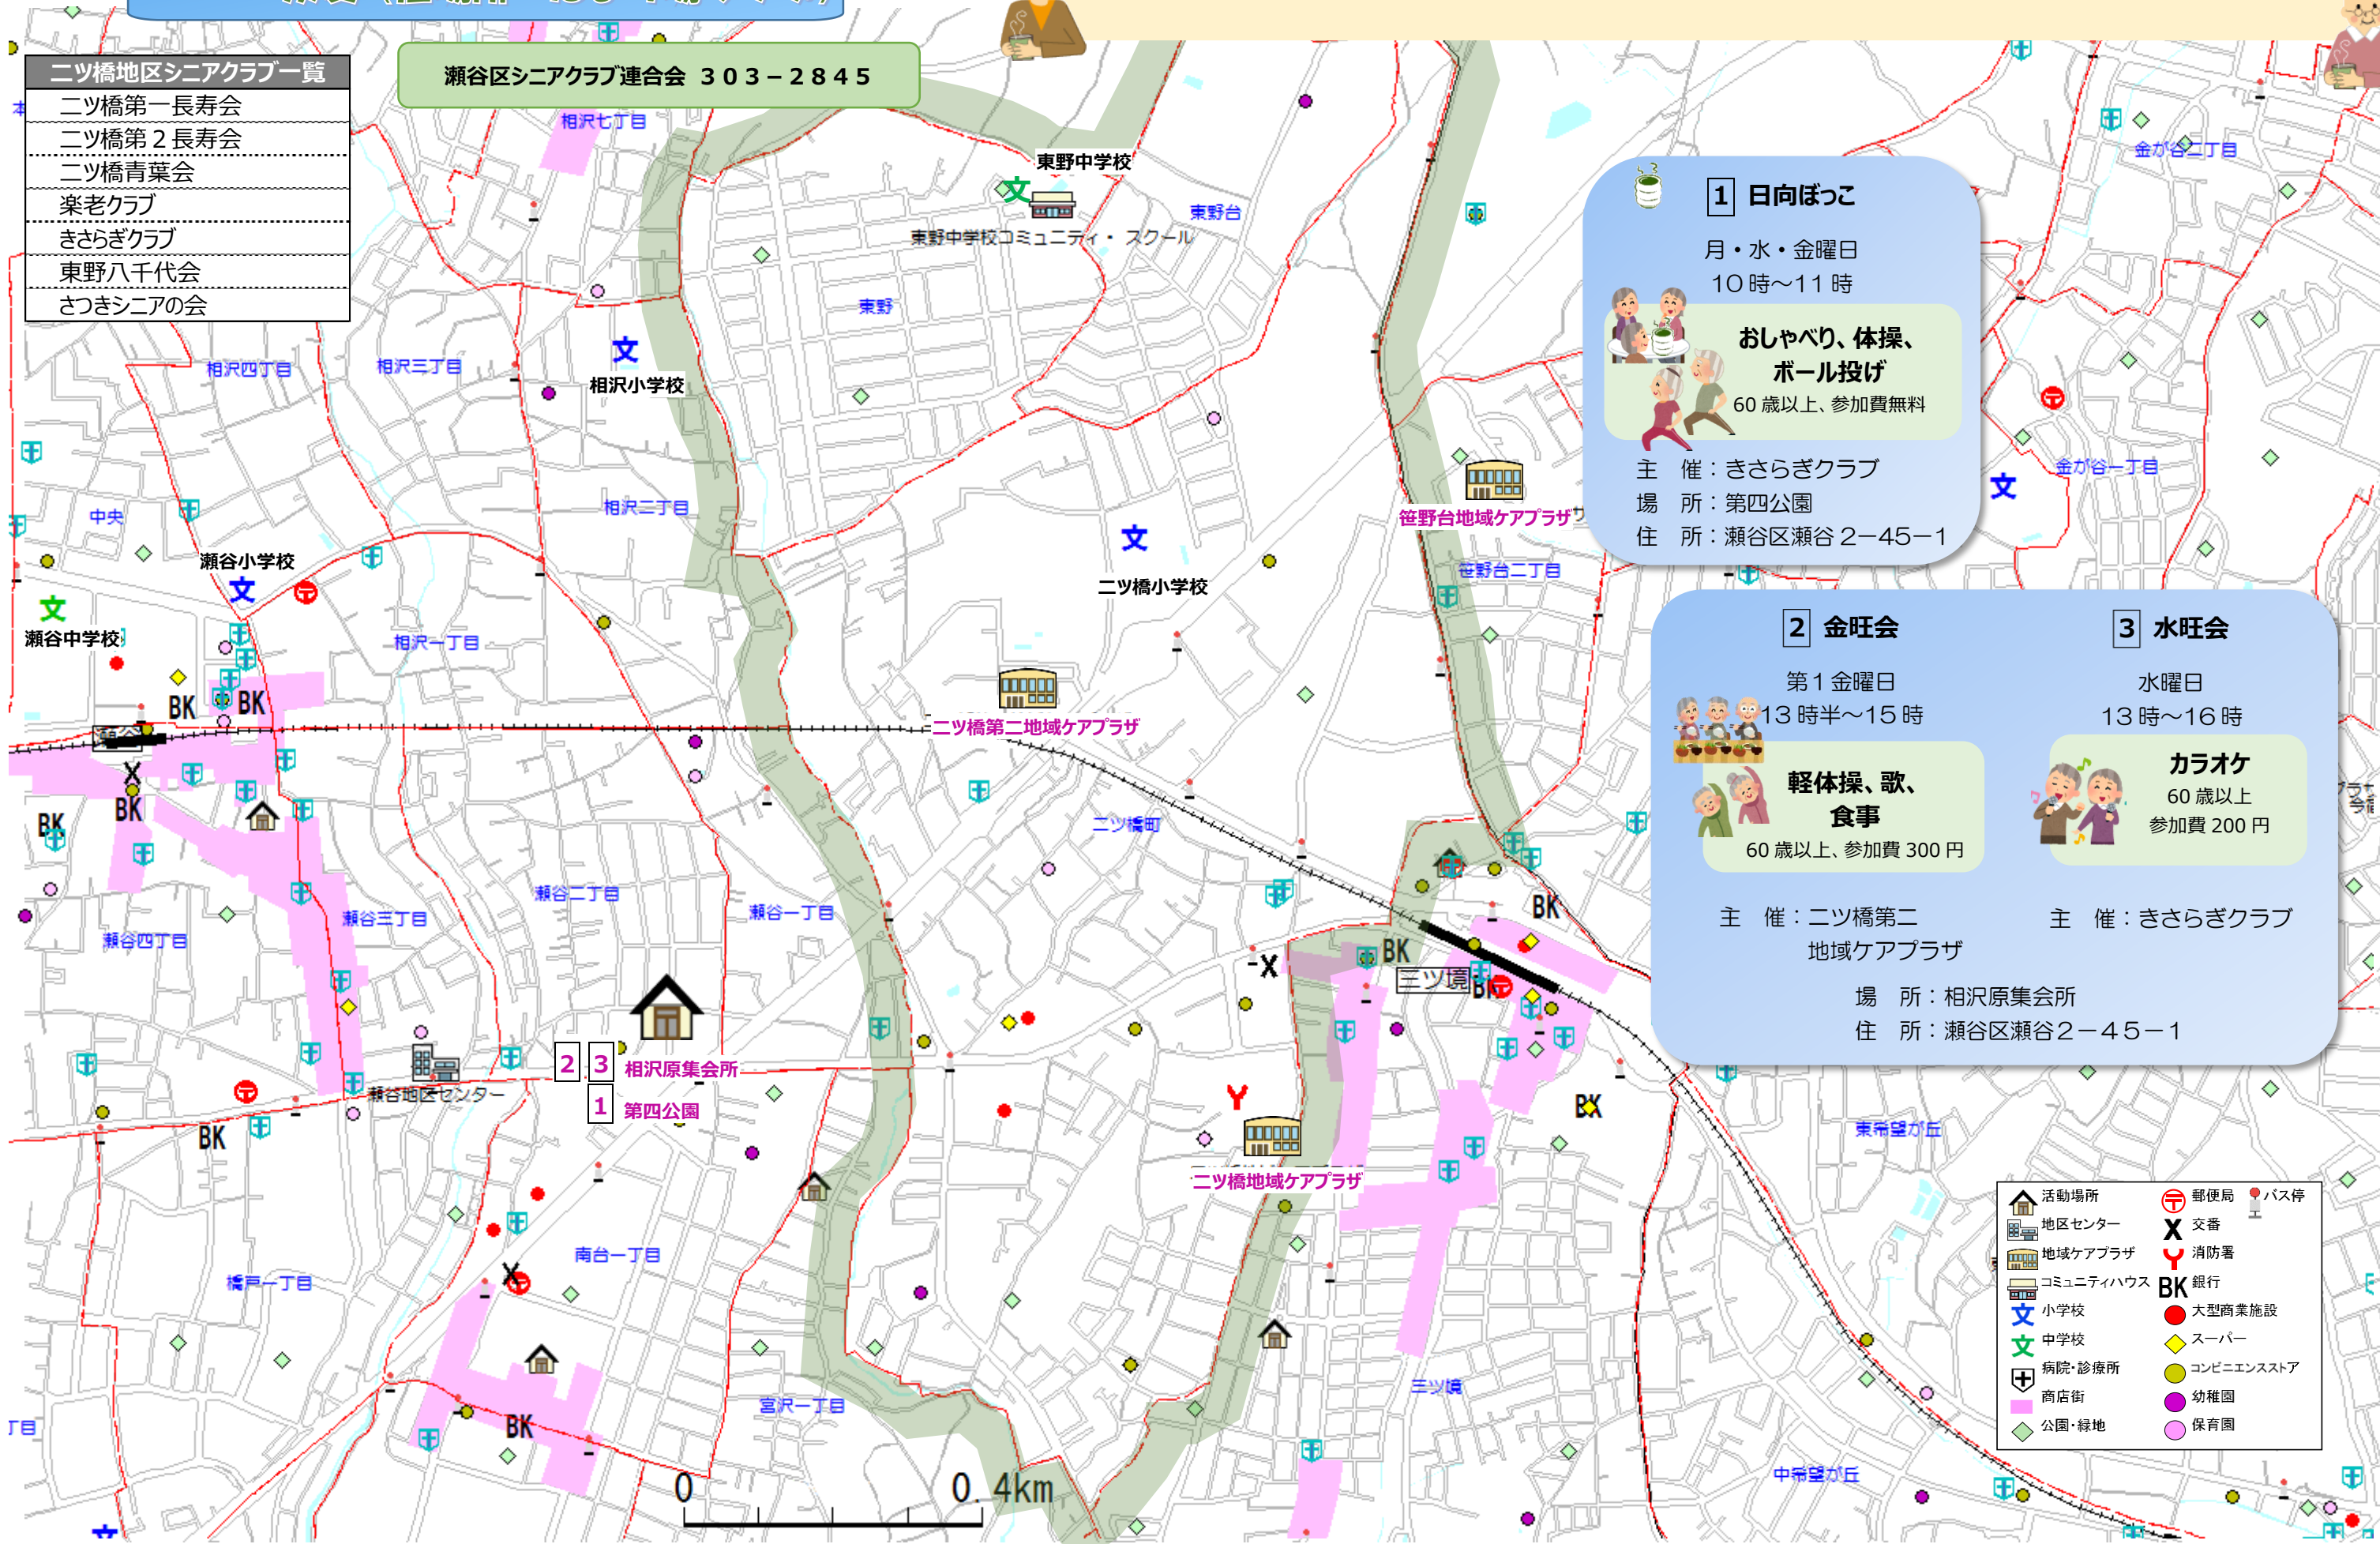 二ツ橋地区シニアクラブ一覧
二ツ橋第一長寿会
二ツ橋第２長寿会
二ツ橋青葉会
楽老クラブ
きさらぎクラブ
東野八千代会
さつきシニアの会
瀬谷区シニアクラブ連合会 ３０３−２８４５
相沢七丁目
東野中学校
東野台
東野中学校コミュニティ・ スクール
東野
相沢四丁目
相沢三丁目
相沢小学校
相沢二丁目
中央
瀬谷小学校
瀬谷中学校
相沢一丁目
BK
BK
瀬谷
BK
BK
二ツ橋小学校
二ツ橋第二地域ケアプラザ
笹野台地域ケアプラザ
笹野台二丁目
金が谷二丁目
金が谷一丁目
1 日向ぼっこ
月・水・金曜日
10時～11時
おしゃべり、体操、
ボール投げ
60 歳以上、参加費無料
主　催：きさらぎクラブ
場　所：第四公園
住　所：瀬谷区瀬谷２−45−１
2 金旺会
第１金曜日
13時半～15時
軽体操、歌、
食事
60 歳以上、参加費 300 円
主　催：二ツ橋第二
地域ケアプラザ
3 水旺会
水曜日
13時～16時
カラオケ
60 歳以上
参加費 200 円
主　催：きさらぎクラブ
場　所：相沢原集会所
住　所：瀬谷区瀬谷２−４５−１
二ツ橋町
瀬谷二丁目
瀬谷一丁目
瀬谷三丁目
瀬谷四丁目
BK
BK
三ツ境
BK
BK
2 3 相沢原集会所
1 第四公園
瀬谷地区センター
BK
二ツ橋地域ケアプラザ
東希望が丘
南台一丁目
橋戸一丁目
宮沢一丁目
三ツ境
中希望が丘
BK
丁目
0 0.4km
活動場所
地区センター
地域ケアプラザ
コミュニティハウス
小学校
中学校
病院・診療所
商店街
公園・緑地
郵便局
バス停
交番
消防署
BK 銀行
大型商業施設
スーパー
コンビニエンスストア
幼稚園
保育園